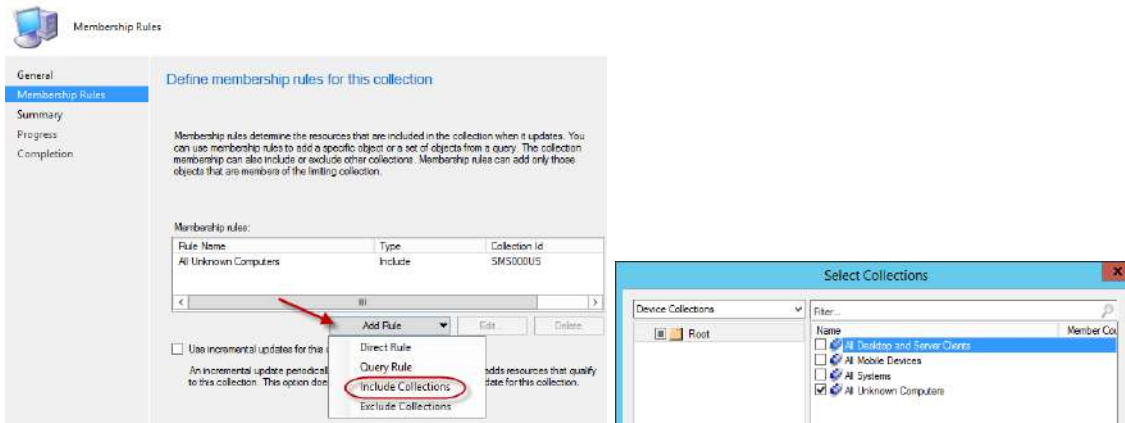 Membership Rules
General
Membership Rules
Summary
Progress
Completion
Define membership rules for this collection
Membership rules determine the resources that are included in the collection when it updates. You
can use membership rules to add a specific object or a set of objects from a query. The collection
membership can also include or exclude other collections. Membership rules can add only those
objects that are members of the limiting collection.
Membership rules:
Rule Name Type Collection Id
All Unknown Computers Include SMS000US
Add Rule Edit... Delete
Use incremental updates for this
An incremental update periodical
to this collection. This option doe
adds resources that qualify
date for this collection.
Direct Rule
Query Rule
Include Collections
Exclude Collections
Select Collections
x
Device Collections
Root
Filter...
Name Member Cou
All Desktop and Server Clients
All Mobile Devices
All Systems
All Unknown Computers